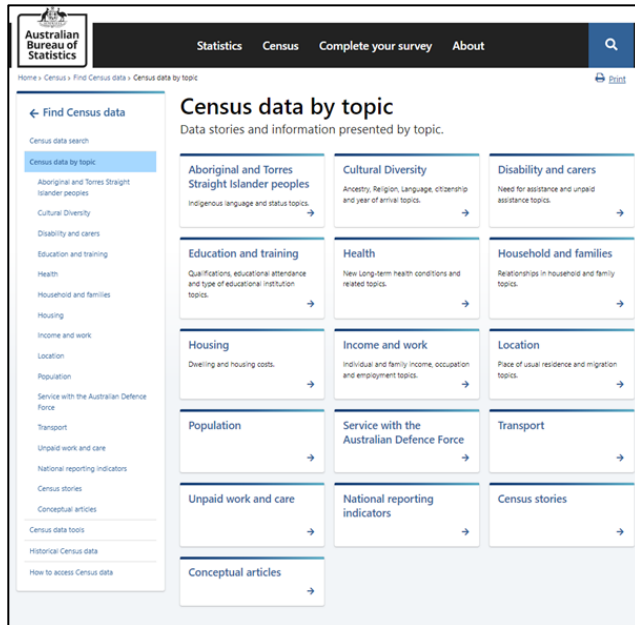 Australian
Bureau of
Statistics
Statistics
Census
Complete your survey
About
Home > Census > Find Census data > Census data by topic
Print
← Find Census data
Census data search
Census data by topic
Aboriginal and Torres Straight
Islander peoples
Cultural Diversity
Disability and carers
Education and training
Health
Household and families
Housing
Income and work
Location
Population
Service with the Australian Defence
Force
Transport
Unpaid work and care
National reporting indicators
Census stories
Conceptual articles
Census data tools
Historical Census data
How to access Census data
Census data by topic
Data stories and information presented by topic.
Aboriginal and Torres
Straight Islander peoples
Indigenous language and status topics.
→
Cultural Diversity
Ancestry, Religion, Language, citizenship
and year of arrival topics.
→
Disability and carers
Need for assistance and unpaid
assistance topics.
→
Education and training
Qualifications, educational attendance
and type of educational institution
topics.
→
Health
New Long-term health conditions and
related topics.
→
Household and families
Relationships in household and family
topics.
→
Housing
Dwelling and housing costs.
→
Income and work
Individual and family income, occupation
and employment topics.
→
Location
Place of usual residence and migration
topics.
→
Population
→
Service with the
Australian Defence Force
→
Transport
→
Unpaid work and care
→
National reporting
indicators
→
Census stories
→
Conceptual articles
→